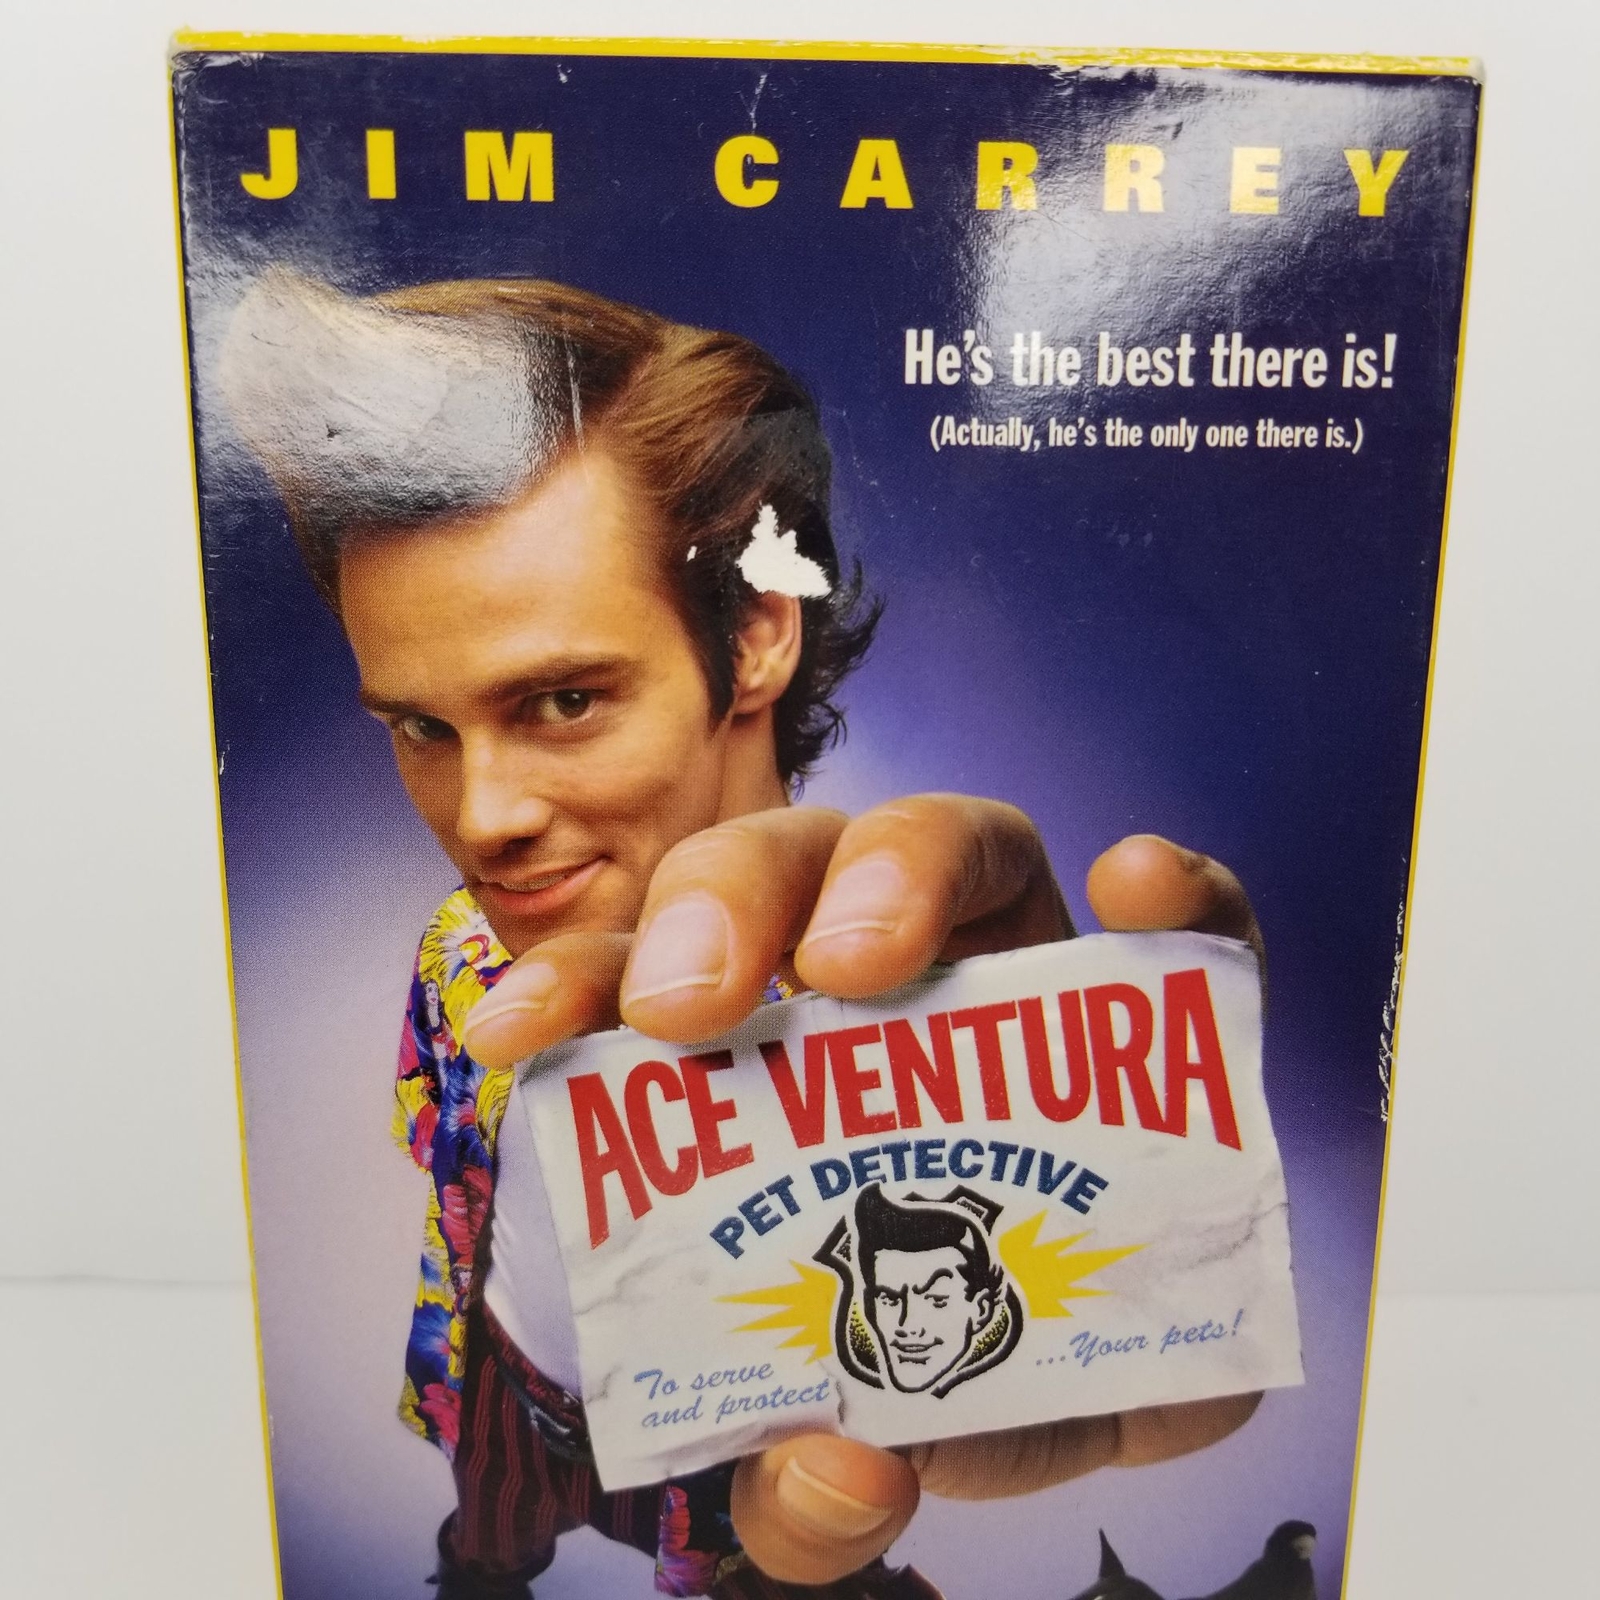 JIM CARREY
He's the best there is!
(Actually, he's the only one there is.)
ACE VENTURA
PET DETECTIVE
To serve
and protect
...Your pets!